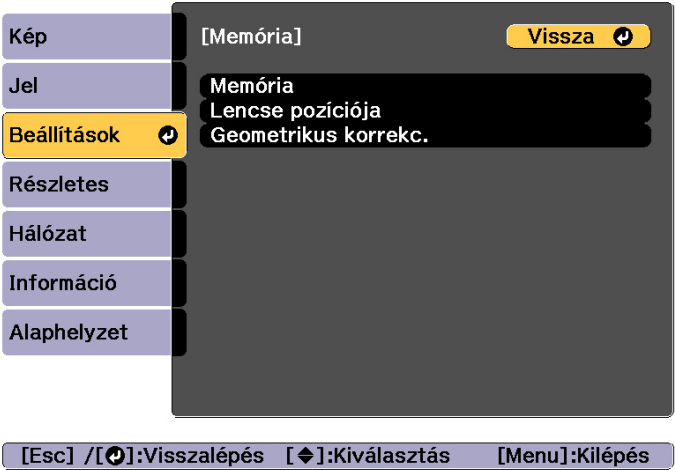 Kép
Jel
Beállítások
Részletes
Hálózat
Információ
Alaphelyzet
[Memória]
Vissza
Memória
Lencse pozíciója
Geometrikus korrekc.
[Esc] /[↵]:Visszalépés [◆]:Kiválasztás [Menu]:Kilépés